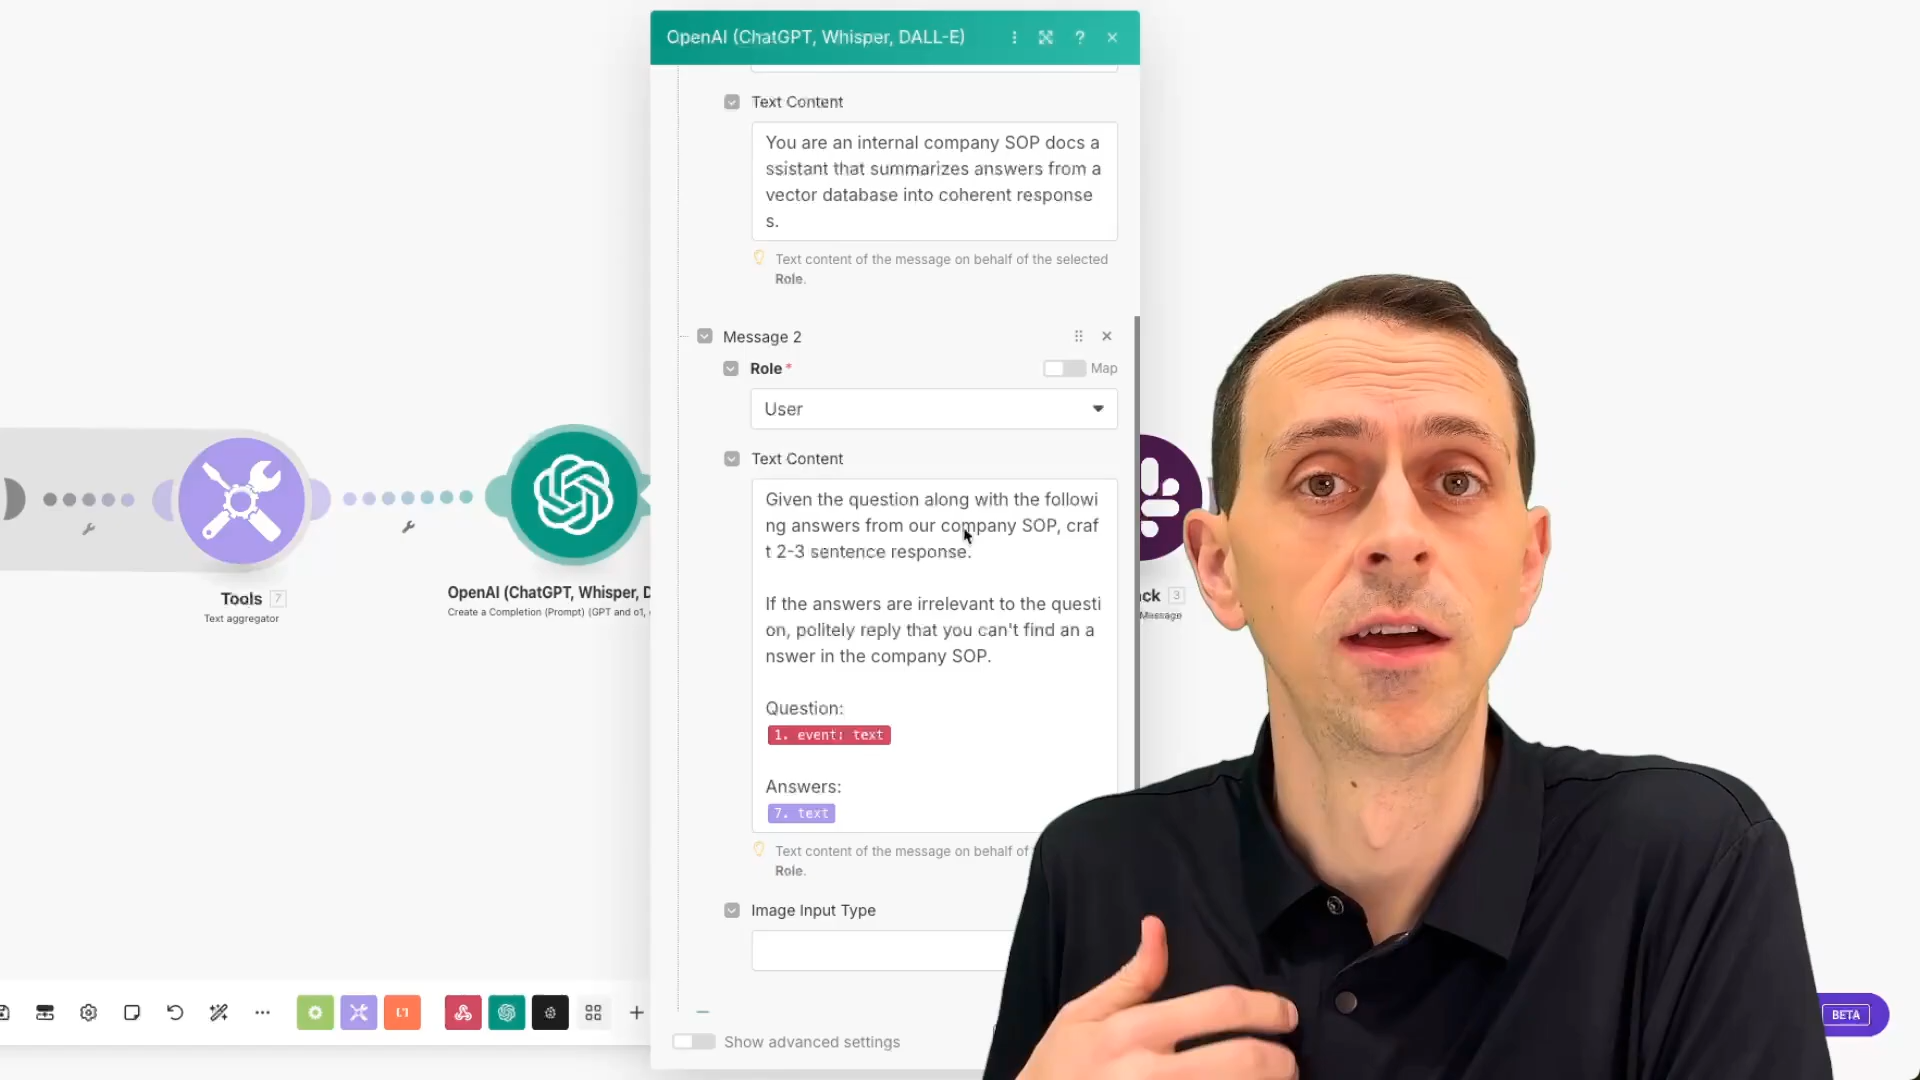 OpenAI (ChatGPT, Whisper, DALL-E)
?
Text Content
You are an internal company SOP docs a
ssistant that summarizes answers from a
vector database into coherent response
s.
Text content of the message on behalf of the selected
Role.
Message 2
Role *
Map
User
Text Content
Given the question along with the followi
ng answers from our company SOP, craf
t 2-3 sentence response.
If the answers are irrelevant to the questi
on, politely reply that you can't find an a
nswer in the company SOP.
Question:
1. event: text
Answers:
7. text
Text content of the message on behalf of
Role.
Image Input Type
Show advanced settings
Tools 7
Text aggregator
OpenAI (ChatGPT, Whisper, D
Create a Completion (Prompt) (GPT and o1,
ck 3
Message
BETA